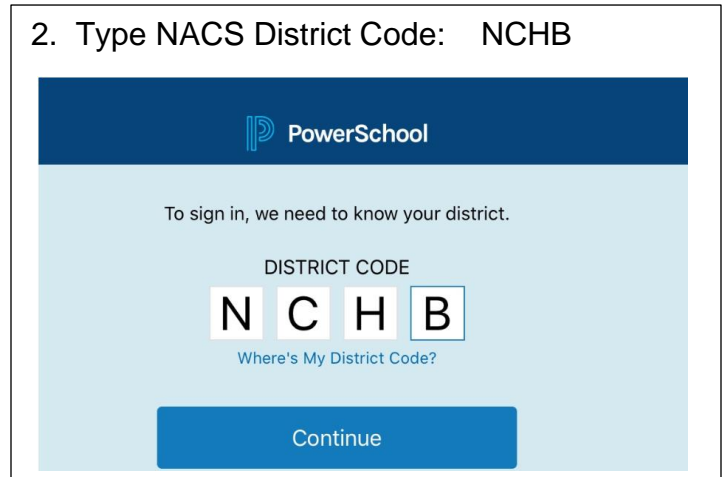 2. Type NACS District Code: NCHB
PowerSchool
To sign in, we need to know your district.
DISTRICT CODE
N C H B
Where's My District Code?
Continue